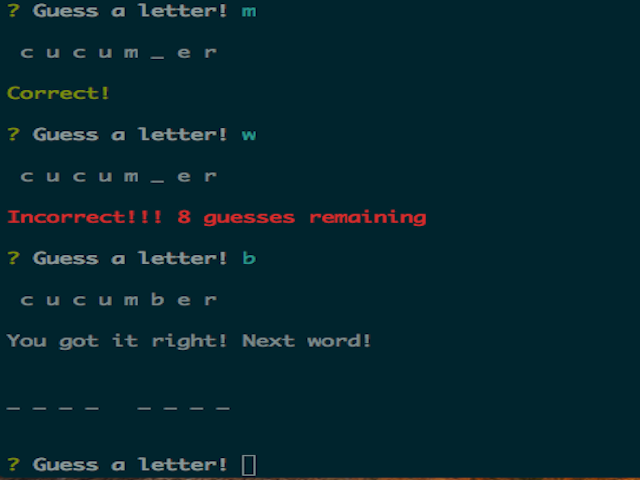 ? Guess a letter! m
c u c u m _ e r
Correct!
? Guess a letter! w
c u c u m _ e r
Incorrect!!! 8 guesses remaining
? Guess a letter! b
c u c u m b e r
You got it right! Next word!
_ _ _ _   _ _ _ _
? Guess a letter!